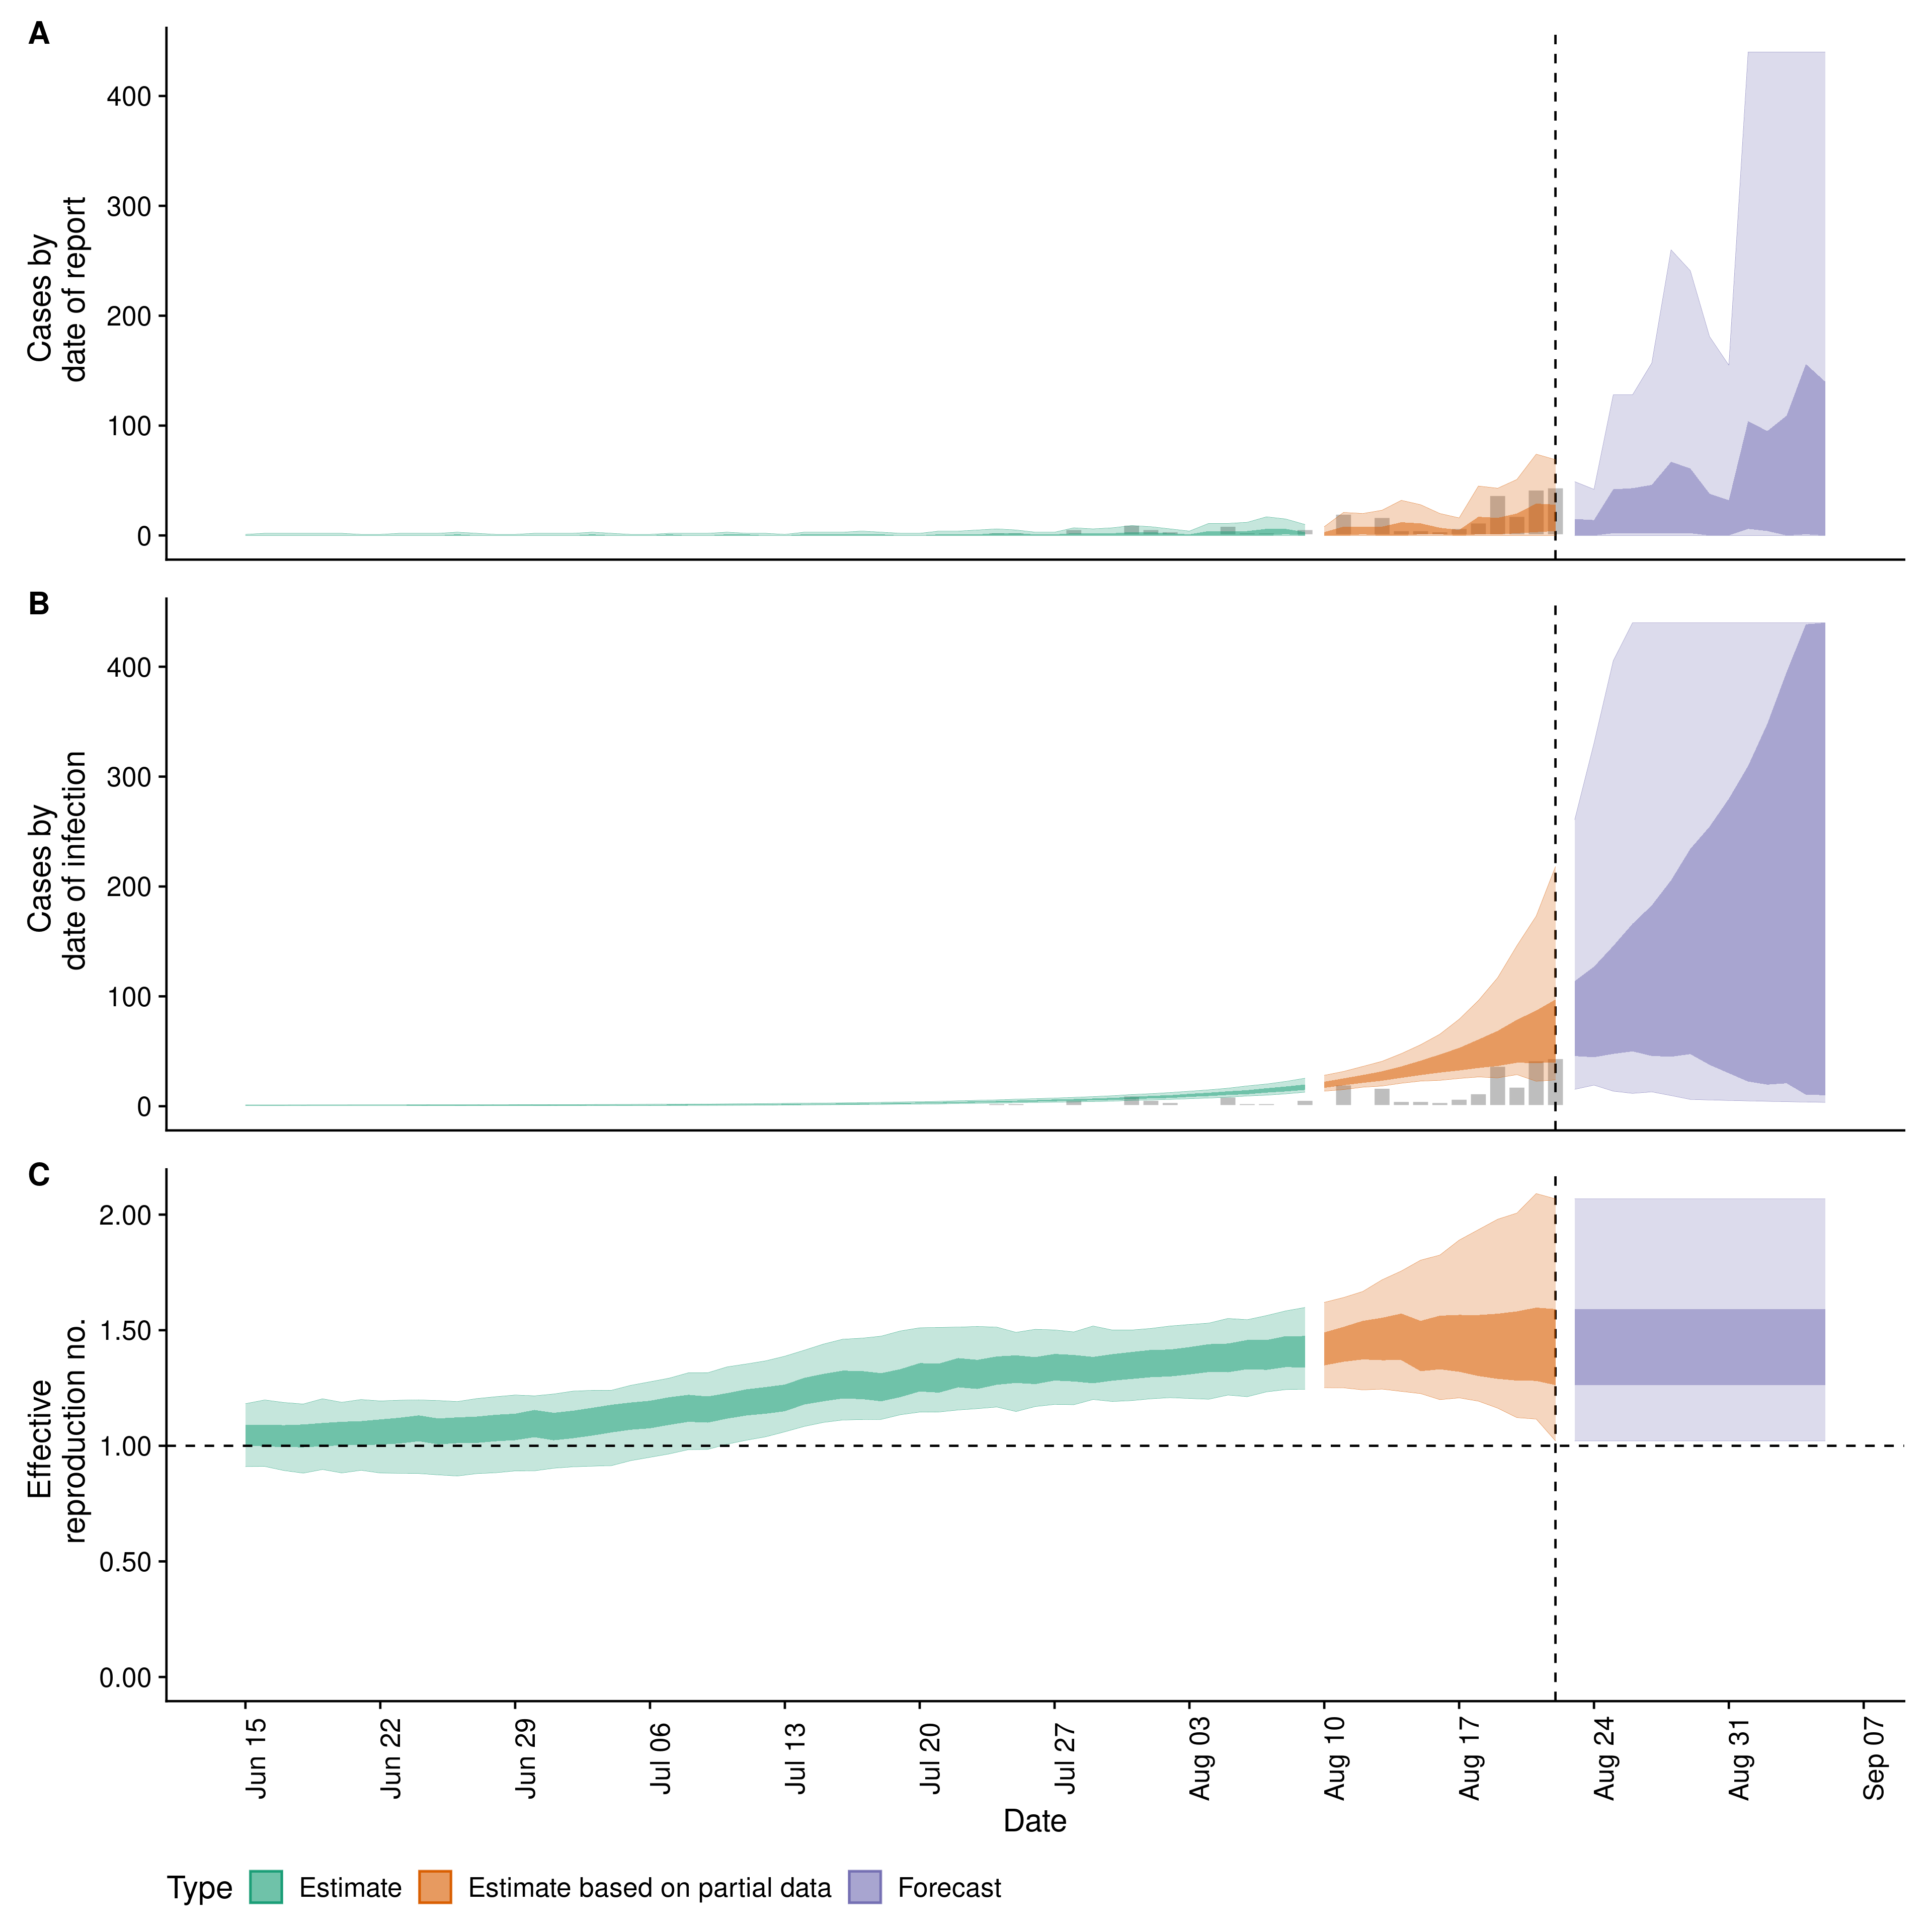 A
Cases by
date of report
400
300
200
100
0
B
Cases by
date of infection
400
300
200
100
0
C
Effective
reproduction no.
2.00
1.50
1.00
0.50
0.00
Jun 15
Jun 22
Jun 29
Jul 06
Jul 13
Jul 20
Jul 27
Aug 03
Aug 10
Aug 17
Aug 24
Aug 31
Sep 07
Date
Type Estimate Estimate based on partial data Forecast